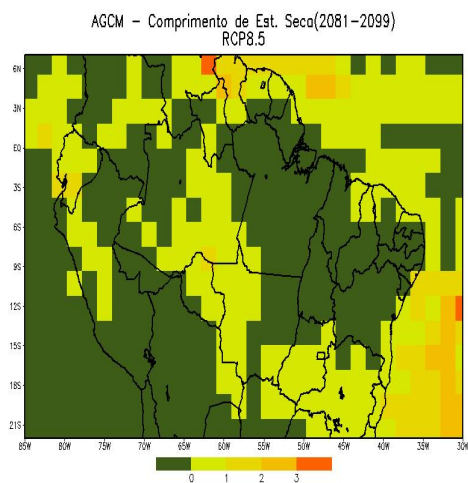 AGCM – Comprimento de Est. Seca(2081–2099)
RCP8.5
6N
3N
EQ
3S
6S
9S
12S
15S
18S
21S
85W 80W 75W 70W 65W 60W 55W 50W 45W 40W 35W 30W
0 1 2 3